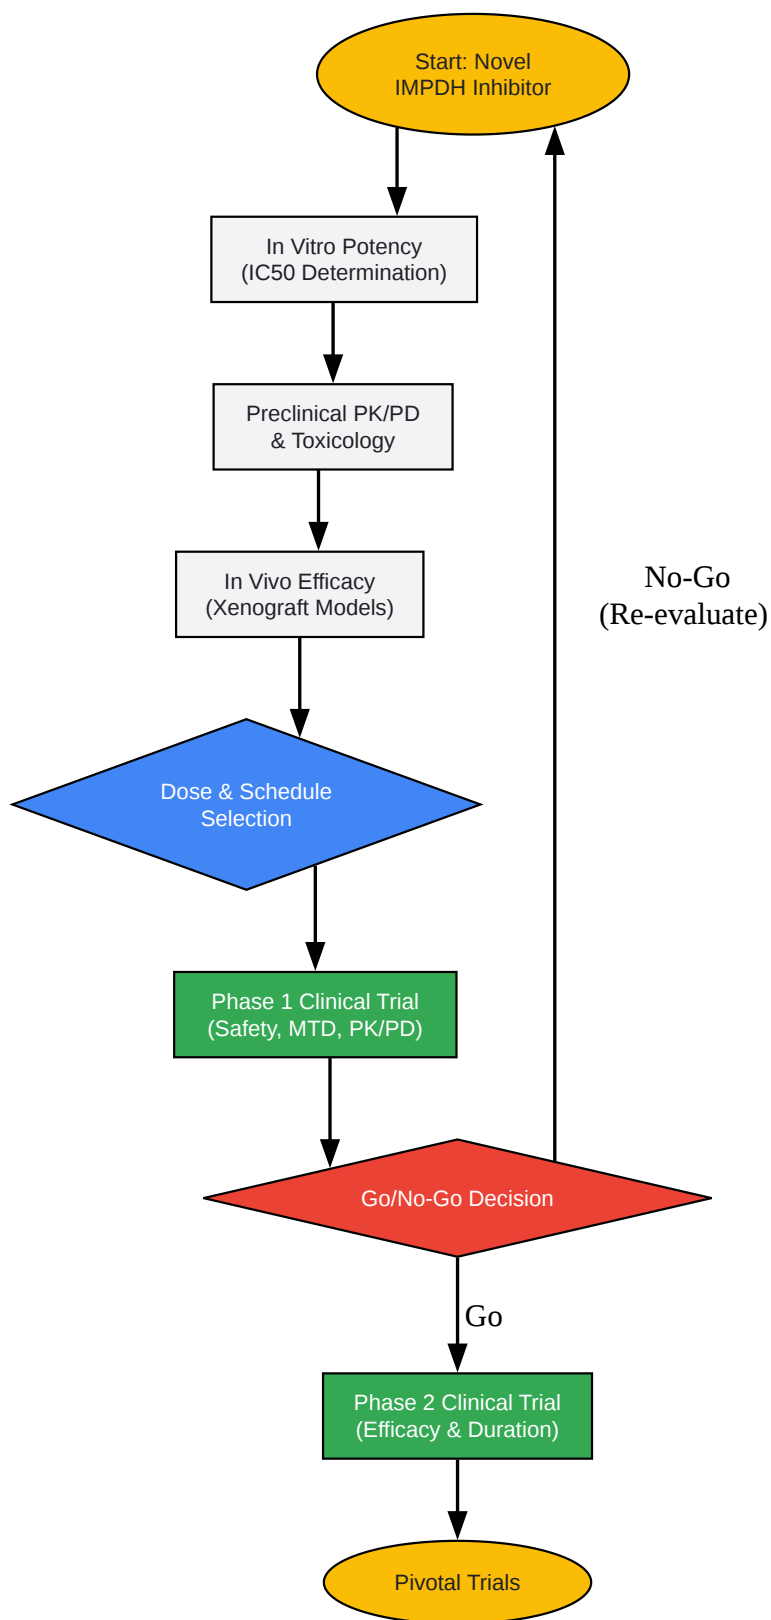 Start: Novel
IMPDH Inhibitor
In Vitro Potency
(IC50 Determination)
Preclinical PK/PD
& Toxicology
In Vivo Efficacy
(Xenograft Models)
No-Go
(Re-evaluate)
Dose & Schedule
Selection
Phase 1 Clinical Trial
(Safety, MTD, PK/PD)
Go/No-Go Decision
Go
Phase 2 Clinical Trial
(Efficacy & Duration)
Pivotal Trials